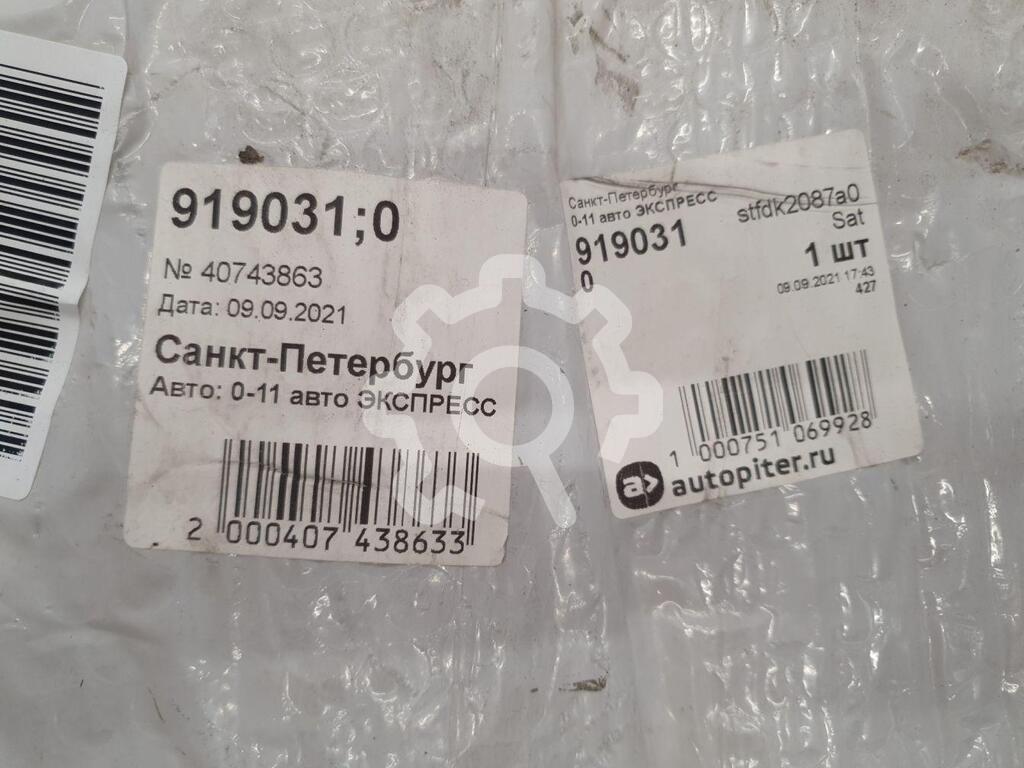 919031;0
№ 40743863
Дата: 09.09.2021
Санкт-Петербург
Авто: 0-11 авто ЭКСПРЕСС
2 000407 438633
Санкт-Петербург
0-11 авто ЭКСПРЕСС
stfdk2087a0
Sat
919031
1 шт
0
09.09.2021 17:43
427
1 000751 069928
a> autopiter.ru